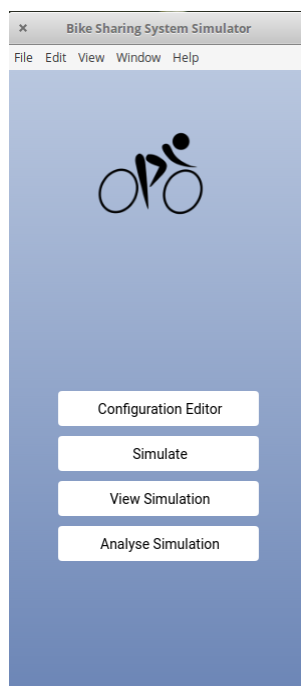 × Bike Sharing System Simulator
File Edit View Window Help
Configuration Editor
Simulate
View Simulation
Analyse Simulation